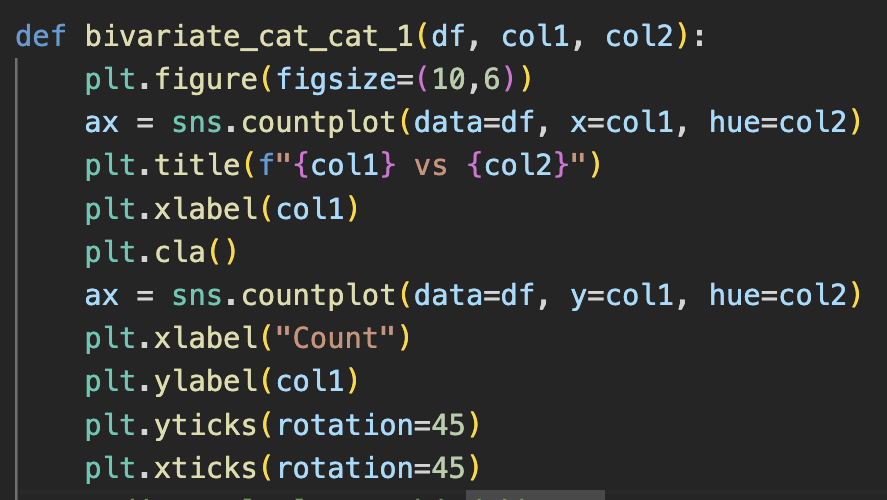 def bivariate_cat_cat_1(df, col1, col2):
    plt.figure(figsize=(10,6))
    ax = sns.countplot(data=df, x=col1, hue=col2)
    plt.title(f"{col1} vs {col2}")
    plt.xlabel(col1)
    plt.cla()
    ax = sns.countplot(data=df, y=col1, hue=col2)
    plt.xlabel("Count")
    plt.ylabel(col1)
    plt.yticks(rotation=45)
    plt.xticks(rotation=45)